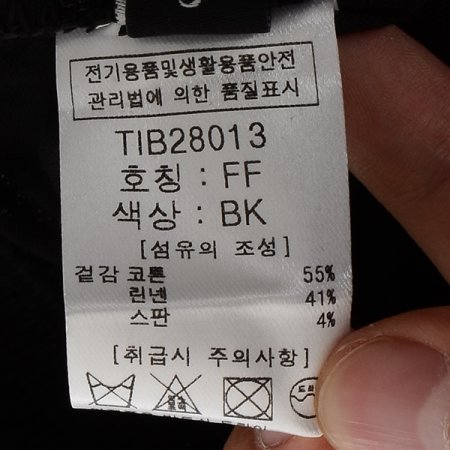 전기용품및생활용품안전
관리법에 의한 품질표시
TIB28013
호칭 : FF
색상 : BK
[섬유의 조성]
겉감 코튼 55%
린넨 41%
스판 4%
[취급시 주의사항]